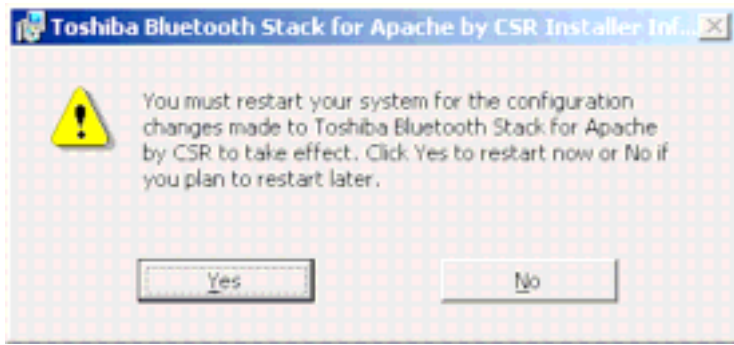 Toshiba Bluetooth Stack for Apache by CSR Installer Inf...
You must restart your system for the configuration
changes made to Toshiba Bluetooth Stack for Apache
by CSR to take effect. Click Yes to restart now or No if
you plan to restart later.
Yes
No